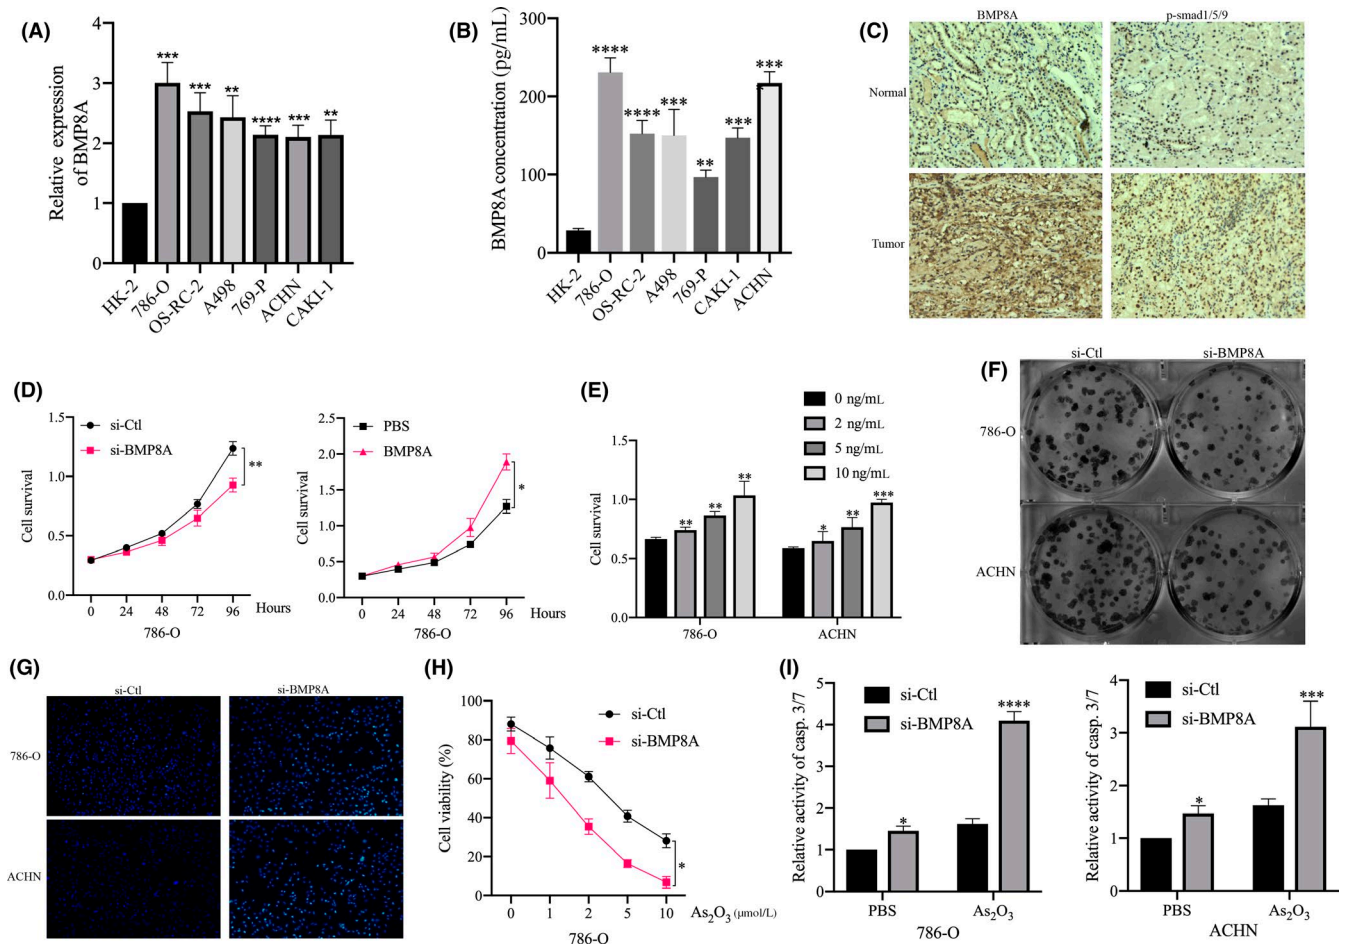 (A)
Relative expression
of BMP8A
4
3
2
1
0
***
***
**
****
***
**
HK-2
786-O
OS-RC-2
A498
769-P
ACHN
CAKI-1
(B)
BMP8A concentration (pg/mL)
300
200
100
0
****
****
***
**
***
***
HK-2
786-O
OS-RC-2
A498
769-P
CAKI-1
ACHN
(C)
BMP8A
p-smad1/5/9
Normal
Tumor
(D)
Cell survival
1.5
1.0
0.5
0.0
si-Ctl
si-BMP8A
**
0 24 48 72 96 Hours
786-O
Cell survival
2.5
2.0
1.5
1.0
0.5
0.0
PBS
BMP8A
*
0 24 48 72 96 Hours
786-O
(E)
0 ng/mL
2 ng/mL
5 ng/mL
10 ng/mL
Cell survival
1.5
1.0
0.5
0.0
** ** **
* ** ***
786-O ACHN
(F)
si-Ctl
si-BMP8A
786-O
ACHN
(G)
si-Ctl
si-BMP8A
786-O
ACHN
(H)
Cell viability (%)
100
80
60
40
20
0
si-Ctl
si-BMP8A
*
0 1 2 5 10 As₂O₃ (μmol/L)
786-O
(I)
Relative activity of casp. 3/7
5
4
3
2
1
0
si-Ctl
si-BMP8A
*
****
PBS As₂O₃
786-O
Relative activity of casp. 3/7
4
3
2
1
0
si-Ctl
si-BMP8A
*
***
PBS As₂O₃
ACHN